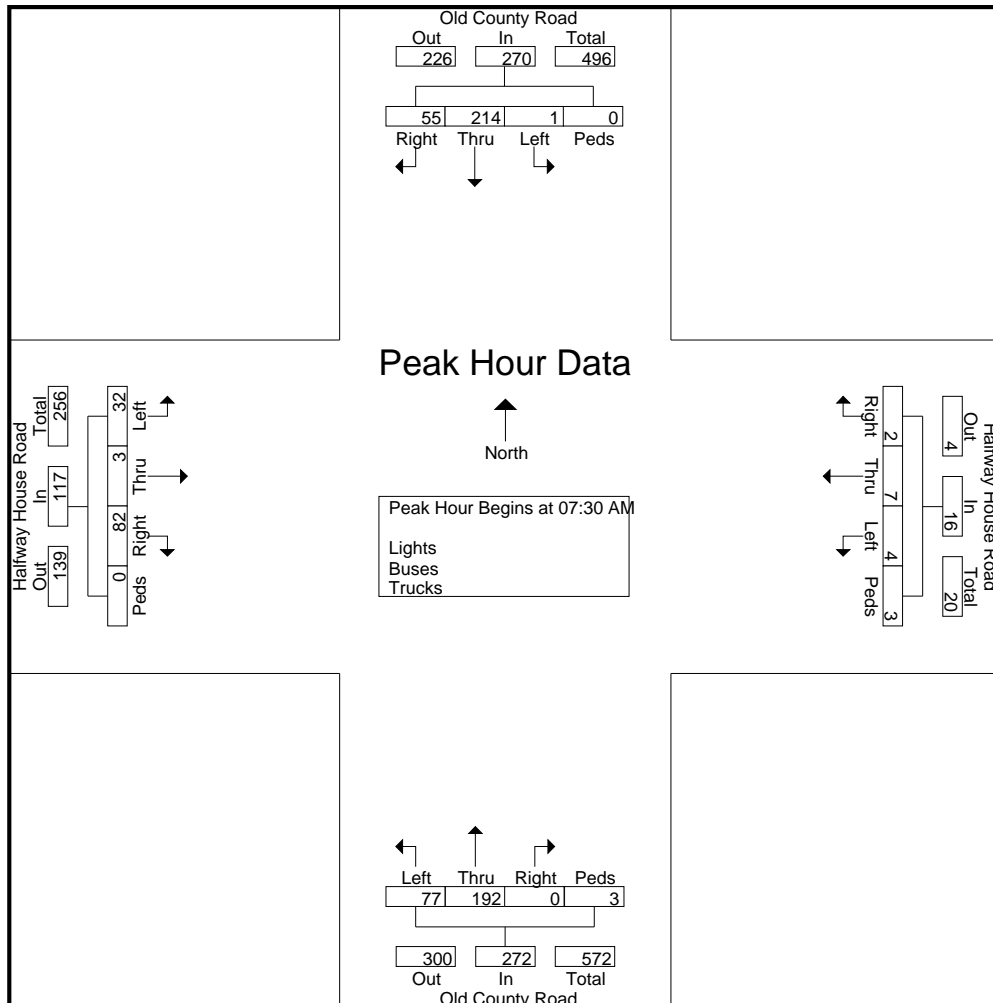 Old County Road
Out In Total
226 270 496
55 214 1 0
Right Thru Left Peds
Peak Hour Data
North
Peak Hour Begins at 07:30 AM
Lights
Buses
Trucks
Halfway House Road
Total In Out
256 117 139
32 3 82 0
Left Thru Right Peds
Halfway House Road
Out In Total
4 16 20
2 7 4 3
Right Thru Left Peds
Left Thru Right Peds
77 192 0 3
300 272 572
Out In Total
Old County Road